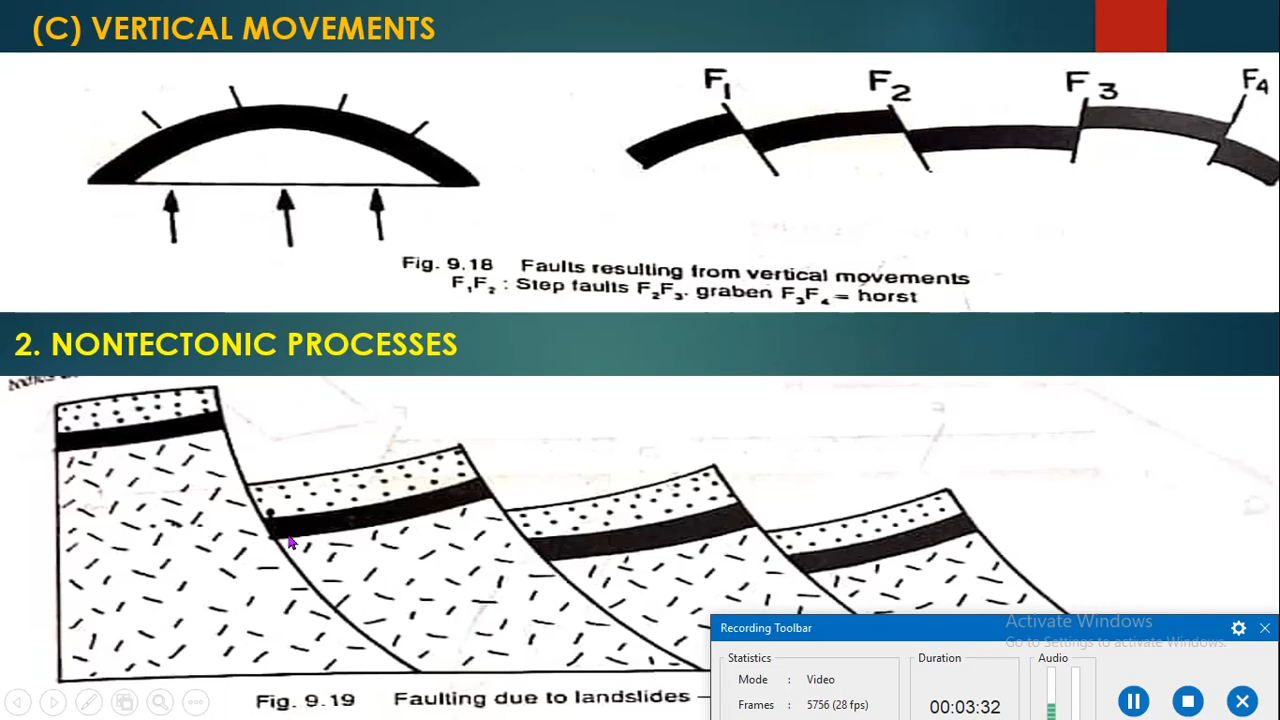 (C) VERTICAL MOVEMENTS
F1 F2 F3 F4
Fig. 9.18 Faults resulting from vertical movements
F1F2 : Step faults F2F3. graben F3F4 = horst
2. NONTECTONIC PROCESSES
Fig. 9.19 Faulting due to landslides —
Recording Toolbar
Activate Windows
Go to Settings to activate Windows.
Statistics Duration Audio
Mode : Video
Frames : 5756 (28 fps)
00:03:32